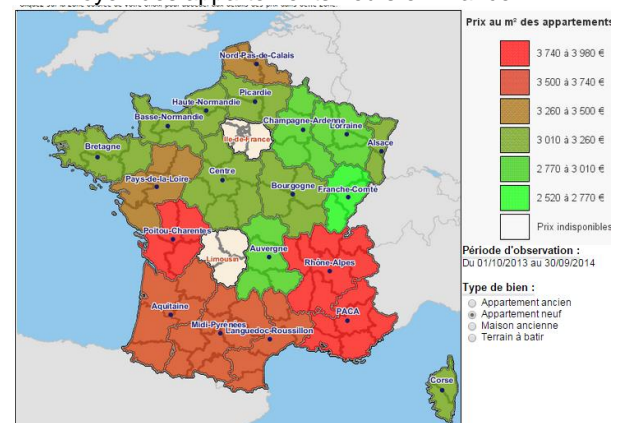 Prix au m² des appartements
3 740 à 3 980 €
3 500 à 3 740 €
3 260 à 3 500 €
3 010 à 3 260 €
2 770 à 3 010 €
2 520 à 2 770 €
Prix indisponibles
Période d'observation :
Du 01/10/2013 au 30/09/2014
Type de bien :
Appartement ancien
Appartement neuf
Maison ancienne
Terrain à batir
Nord-Pas-de-Calais
Picardie
Haute-Normandie
Basse-Normandie
Champagne-Ardenne
Lorraine
Ile-de-France
Alsace
Bretagne
Pays-de-la-Loire
Centre
Bourgogne
Franche-Comté
Poitou-Charentes
Limousin
Auvergne
Rhône-Alpes
Aquitaine
Midi-Pyrenées
Languedoc-Roussillon
PACA
Corse